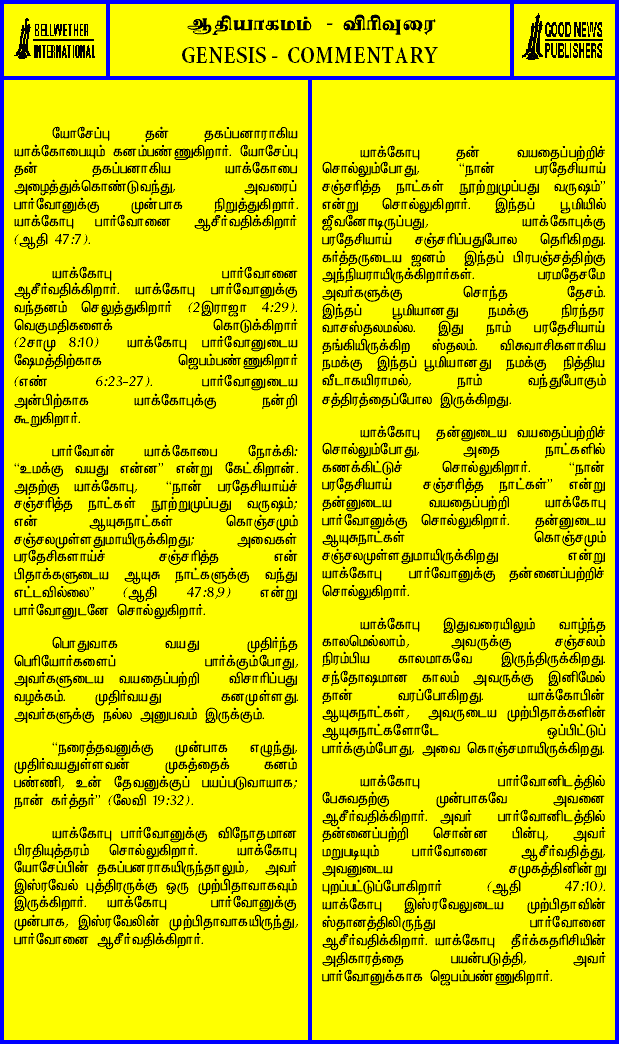 BELLWETHER
INTERNATIONAL
ஆதியாகமம் - விரிவுரை
GENESIS - COMMENTARY
GOOD NEWS
PUBLISHERS
யோசேப்பு தன் தகப்பனாராகிய
யாக்கோபையும் கனம்பண்ணுகிறார். யோசேப்பு
தன் தகப்பனாகிய யாக்கோபை
அழைத்துக்கொண்டுவந்து, அவரைப்
பார்வோனுக்கு முன்பாக நிறுத்துகிறார்.
யாக்கோபு பார்வோனை ஆசீர்வதிக்கிறார்
(ஆதி 47:7).
யாக்கோபு பார்வோனை
ஆசீர்வதிக்கிறார். யாக்கோபு பார்வோனுக்கு
வந்தனம் செலுத்துகிறார் (2இராஜா 4:29).
வெகுமதிகளைக் கொடுக்கிறார்
(2சாமு 8:10) யாக்கோபு பார்வோனுடைய
ஷேமத்திற்காக ஜெபம்பண்ணுகிறார்
(எண் 6:23-27). பார்வோனுடைய
அன்பிற்காக யாக்கோபுக்கு நன்றி
கூறுகிறார்.
பார்வோன் யாக்கோபை நோக்கி:
“உமக்கு வயது என்ன” என்று கேட்கிறான்.
அதற்கு யாக்கோபு, “நான் பரதேசியாய்ச்
சஞ்சரித்த நாட்கள் நூற்றுமுப்பது வருஷம்;
என் ஆயுசுநாட்கள் கொஞ்சமும்
சஞ்சலமுள்ளதுமாயிருக்கிறது; அவைகள்
பரதேசிகளாய்ச் சஞ்சரித்த என்
பிதாக்களுடைய ஆயுசு நாட்களுக்கு வந்து
எட்டவில்லை” (ஆதி 47:8,9) என்று
பார்வோனுடனே சொல்லுகிறார்.
பொதுவாக வயது முதிர்ந்த
பெரியோர்களைப் பார்க்கும்போது,
அவர்களுடைய வயதைப்பற்றி விசாரிப்பது
வழக்கம். முதிர்வயது கனமுள்ளது.
அவர்களுக்கு நல்ல அனுபவம் இருக்கும்.
“நரைத்தவனுக்கு முன்பாக எழுந்து,
முதிர்வயதுள்ளவன் முகத்தைக் கனம்
பண்ணி, உன் தேவனுக்குப் பயப்படுவாயாக;
நான் கர்த்தர்” (லேவி 19:32).
யாக்கோபு பார்வோனுக்கு விநோதமான
பிரதியுத்தரம் சொல்லுகிறார். யாக்கோபு
யோசேப்பின் தகப்பனாராகயிருந்தாலும், அவர்
இஸ்ரவேல் புத்திரருக்கு ஒரு முற்பிதாவாகவும்
இருக்கிறார். யாக்கோபு பார்வோனுக்கு
முன்பாக, இஸ்ரவேலின் முற்பிதாவாகயிருந்து,
பார்வோனை ஆசீர்வதிக்கிறார்.
யாக்கோபு தன் வயதைப்பற்றிச்
சொல்லும்போது, “நான் பரதேசியாய்
சஞ்சரித்த நாட்கள் நூற்றுமுப்பது வருஷம்”
என்று சொல்லுகிறார். இந்தப் பூமியில்
ஜீவனோடிருப்பது, யாக்கோபுக்கு
பரதேசியாய் சஞ்சரிப்பதுபோல தெரிகிறது.
கர்த்தருடைய ஜனம் இந்தப் பிரபஞ்சத்திற்கு
அந்நியராயிருக்கிறார்கள். பரமதேசமே
அவர்களுக்கு சொந்த தேசம்.
இந்தப் பூமியானது நமக்கு நிரந்தர
வாசஸ்தலமல்ல. இது நாம் பரதேசியாய்
தங்கியிருக்கிற ஸ்தலம். விசுவாசிகளாகிய
நமக்கு இந்தப் பூமியானது நமக்கு நித்திய
வீடாகயிராமல், நாம் வந்துபோகும்
சத்திரத்தைப்போல இருக்கிறது.
யாக்கோபு தன்னுடைய வயதைப்பற்றிச்
சொல்லும்போது, அதை நாட்களில்
கணக்கிட்டுச் சொல்லுகிறார். “நான்
பரதேசியாய் சஞ்சரித்த நாட்கள்” என்று
தன்னுடைய வயதைப்பற்றி யாக்கோபு
பார்வோனுக்கு சொல்லுகிறார். தன்னுடைய
ஆயுசுநாட்கள் கொஞ்சமும்
சஞ்சலமுள்ளதுமாயிருக்கிறது என்று
யாக்கோபு பார்வோனுக்கு தன்னைப்பற்றிச்
சொல்லுகிறார்.
யாக்கோபு இதுவரையிலும் வாழ்ந்த
காலமெல்லாம், அவருக்கு சஞ்சலம்
நிரம்பிய காலமாகவே இருந்திருக்கிறது.
சந்தோஷமான காலம் அவருக்கு இனிமேல்
தான் வரப்போகிறது. யாக்கோபின்
ஆயுசுநாட்கள், அவருடைய முற்பிதாக்களின்
ஆயுசுநாட்களோடே ஒப்பிட்டுப்
பார்க்கும்போது, அவை கொஞ்சமாயிருக்கிறது.
யாக்கோபு பார்வோனிடத்தில்
பேசுவதற்கு முன்பாகவே அவனை
ஆசீர்வதிக்கிறார். அவர் பார்வோனிடத்தில்
தன்னைப்பற்றி சொன்ன பின்பு, அவர்
மறுபடியும் பார்வோனை ஆசீர்வதித்து,
அவனுடைய சமுகத்தினின்று
புறப்பட்டுப்போகிறார் (ஆதி 47:10).
யாக்கோபு இஸ்ரவேலுடைய முற்பிதாவின்
ஸ்தானத்திலிருந்து பார்வோனை
ஆசீர்வதிக்கிறார். யாக்கோபு தீர்க்கதரிசியின்
அதிகாரத்தை பயன்படுத்தி, அவர்
பார்வோனுக்காக ஜெபம்பண்ணுகிறார்.